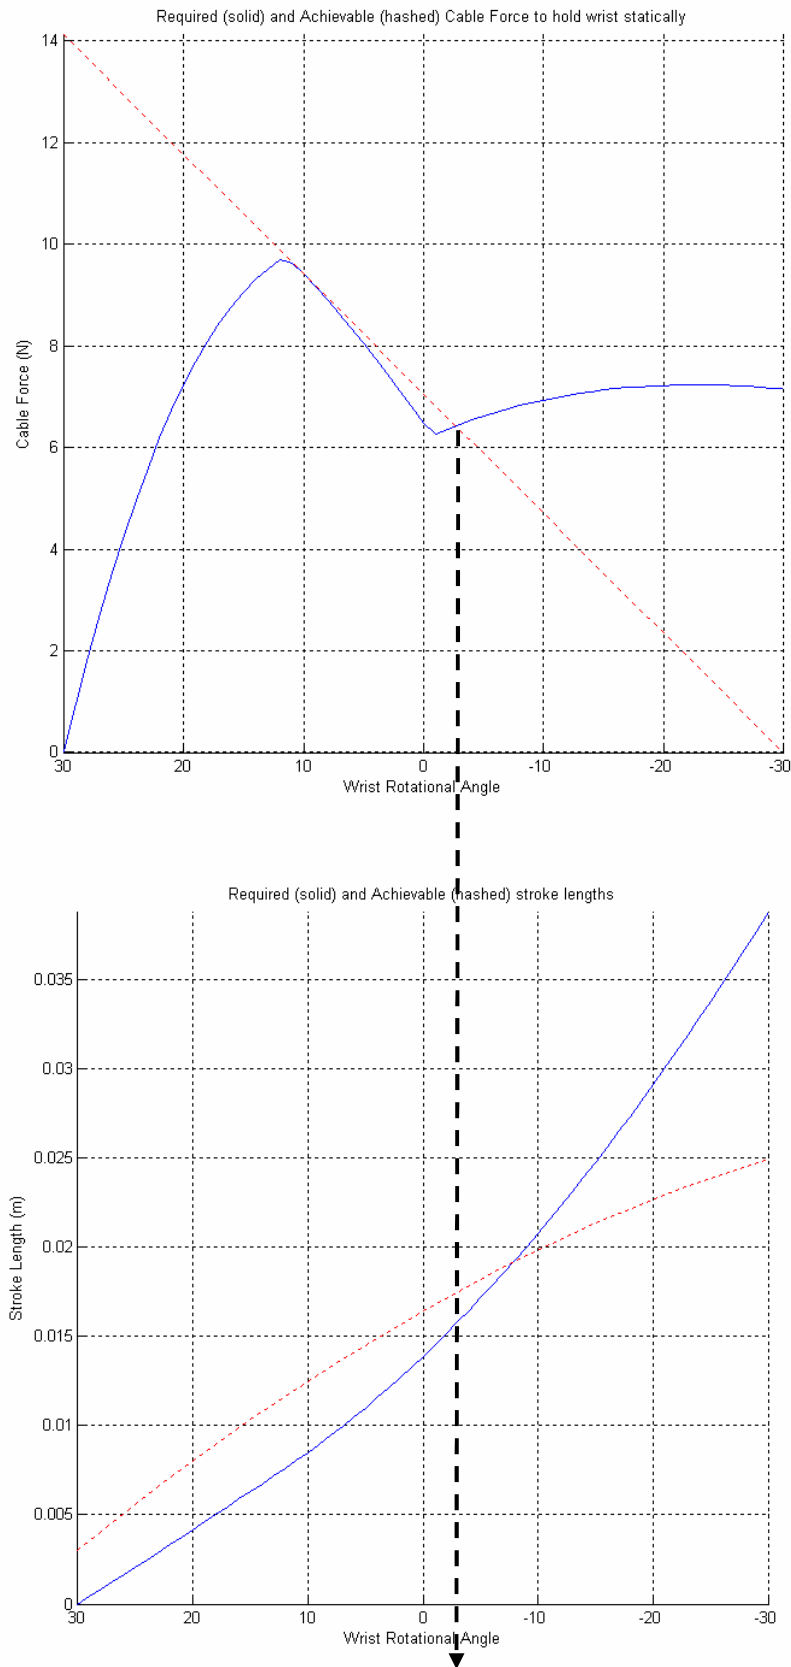 Required (solid) and Achievable (hashed) Cable Force to hold wrist statically
14
12
10
8
6
4
2
0
Cable Force (N)
30 20 10 0 -10 -20 -30
Wrist Rotational Angle
Required (solid) and Achievable (hashed) stroke lengths
0.035
0.03
0.025
0.02
0.015
0.01
0.005
0
Stroke Length (m)
30 20 10 0 -10 -20 -30
Wrist Rotational Angle